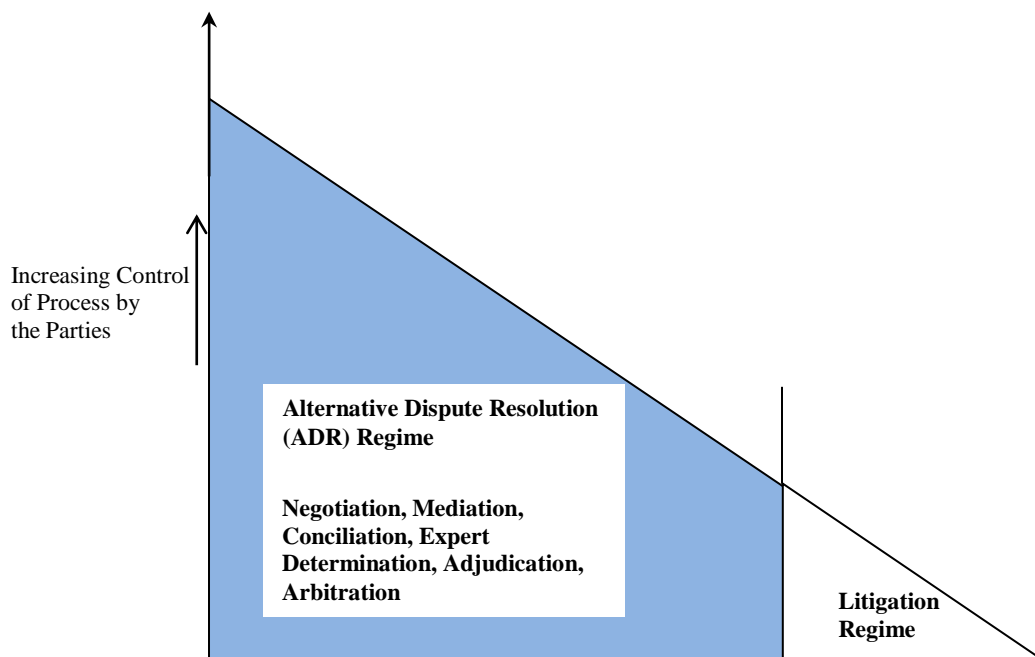 Increasing Control
of Process by
the Parties
Alternative Dispute Resolution
(ADR) Regime
Negotiation, Mediation,
Conciliation, Expert
Determination, Adjudication,
Arbitration
Litigation
Regime